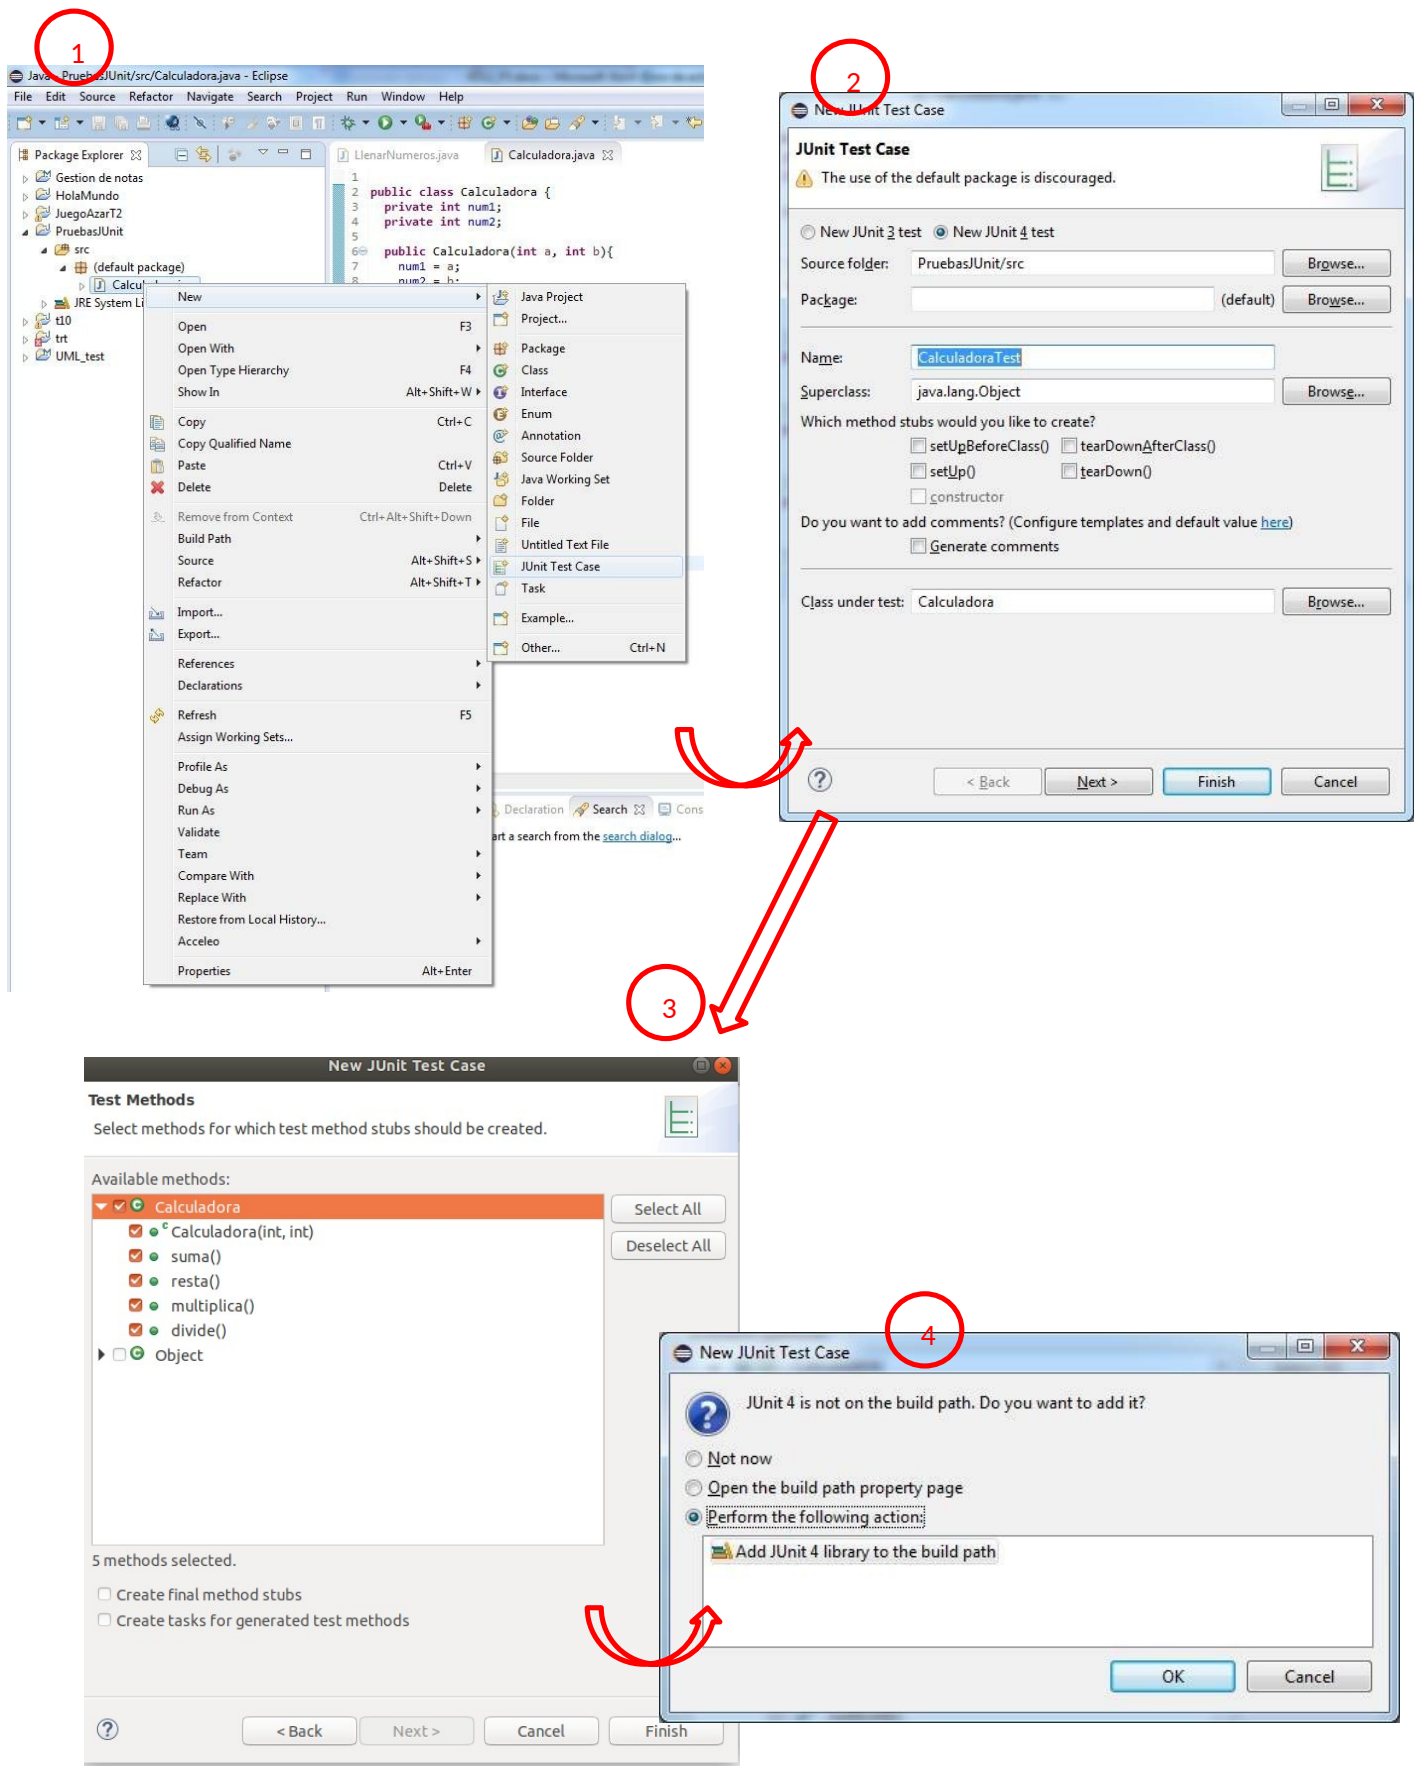 1
Java - PruebasJUnit/src/Calculadora.java - Eclipse
File Edit Source Refactor Navigate Search Project Run Window Help
Package Explorer
LlenarNumeros.java
Calculadora.java
Gestion de notas
HolaMundo
JuegoAzarT2
PruebasJUnit
src
(default package)
JRE System Li
t10
trt
UML_test
1
2 public class Calculadora {
3 private int num1;
4 private int num2;
5
6 public Calculadora(int a, int b){
7 num1 = a;
8 num2 = b;
New
Open F3
Open With
Open Type Hierarchy F4
Show In Alt+Shift+W
Copy Ctrl+C
Copy Qualified Name
Paste Ctrl+V
Delete Delete
Remove from Context Ctrl+Alt+Shift+Down
Build Path
Source Alt+Shift+S
Refactor Alt+Shift+T
Import...
Export...
References
Declarations
Refresh F5
Assign Working Sets...
Profile As
Debug As
Run As
Validate
Team
Compare With
Replace With
Restore from Local History...
Acceleo
Properties Alt+Enter
Java Project
Project...
Package
Class
Interface
Enum
Annotation
Source Folder
Java Working Set
Folder
File
Untitled Text File
JUnit Test Case
Task
Example...
Other... Ctrl+N
Declaration Search Cons
art a search from the search dialog...
2
New JUnit Test Case
JUnit Test Case
The use of the default package is discouraged.
New JUnit 3 test New JUnit 4 test
Source folder: PruebasJUnit/src Browse...
Package: (default) Browse...
Name: CalculadoraTest
Superclass: java.lang.Object Browse...
Which method stubs would you like to create?
setUpBeforeClass() tearDownAfterClass()
setUp() tearDown()
constructor
Do you want to add comments? (Configure templates and default value here)
Generate comments
Class under test: Calculadora Browse...
< Back Next > Finish Cancel
3
New JUnit Test Case
Test Methods
Select methods for which test method stubs should be created.
Available methods:
Calculadora
Calculadora(int, int)
suma()
resta()
multiplica()
divide()
Object
Select All
Deselect All
5 methods selected.
Create final method stubs
Create tasks for generated test methods
< Back Next > Cancel Finish
4
New JUnit Test Case
JUnit 4 is not on the build path. Do you want to add it?
Not now
Open the build path property page
Perform the following action:
Add JUnit 4 library to the build path
OK Cancel